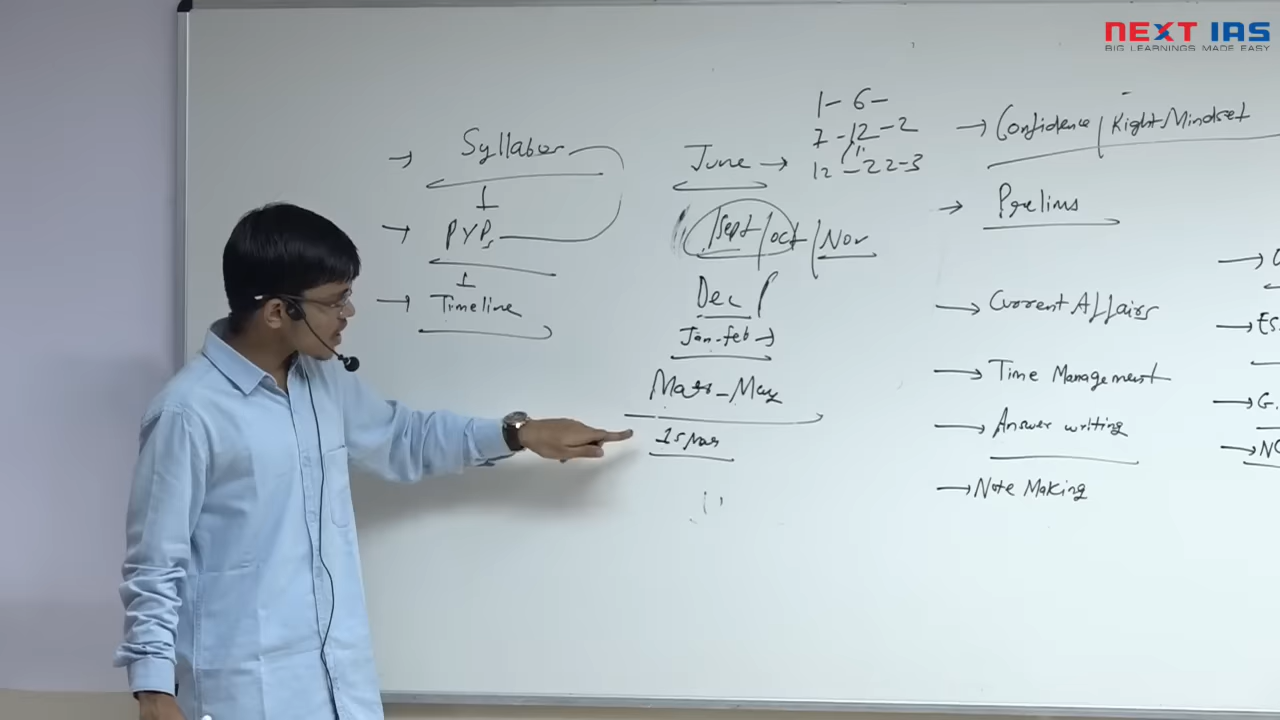 NEXT IAS
BIG LEARNINGS MADE EASY
→ Syllabus
→ PYPs
→ Timeline
June → 1 - 6 -
7 - 12 - 2
12 - 22 - 3
Sept / oct / Nov
Dec
Jan-feb →
Mar - May
15 Mar
→ Confidence / Right Mindset
→ Prelims
→ Current Affairs
→ Time Management
→ Answer writing
→ Note Making
→
→ Es
→ G.
→ NC